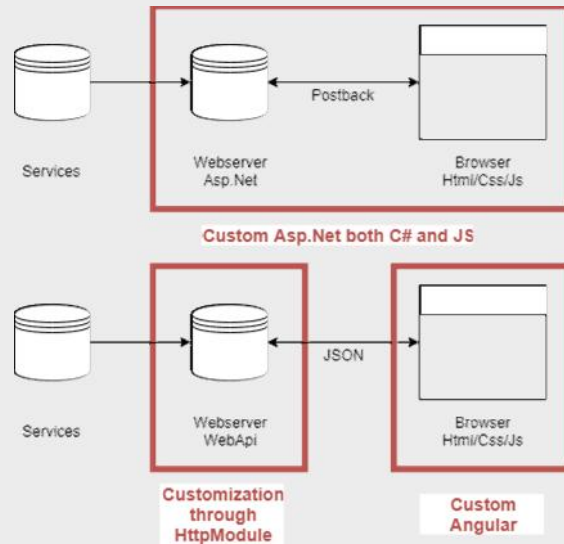 Postback
Services
Webserver
Asp.Net
Browser
Html/Css/Js
Custom Asp.Net both C# and JS
JSON
Services
Webserver
WebApi
Browser
Html/Css/Js
Customization
through
HttpModule
Custom
Angular